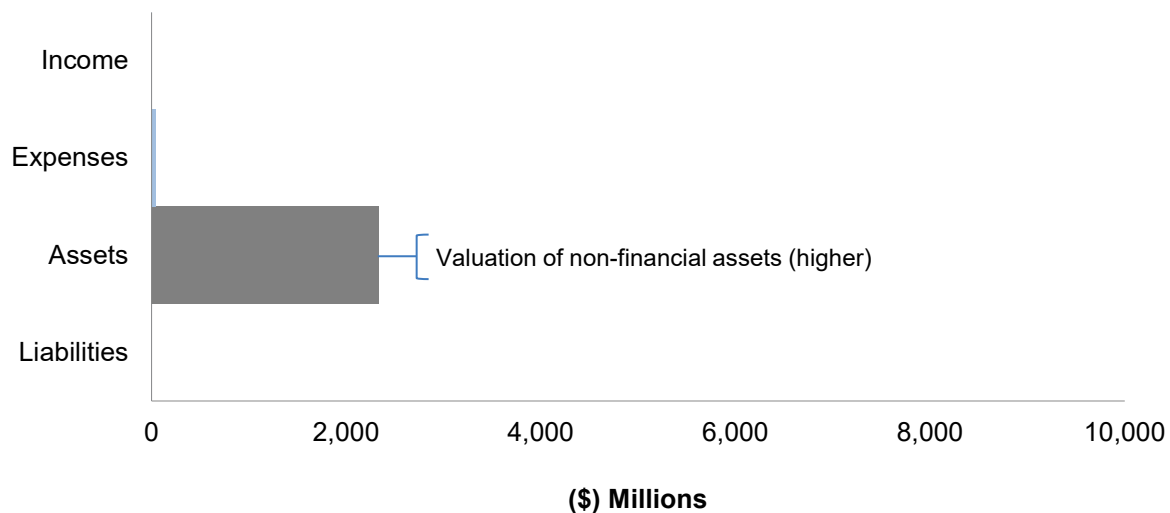 Income
Expenses
Assets
Valuation of non-financial assets (higher)
Liabilities
0 2,000 4,000 6,000 8,000 10,000
($) Millions